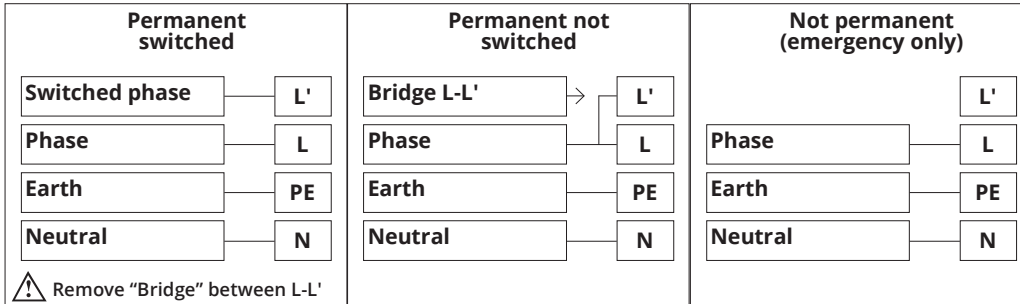 Permanent
switched
Switched phase L'
Phase L
Earth PE
Neutral N
Remove “Bridge” between L-L'
Permanent not
switched
Bridge L-L' L'
Phase L
Earth PE
Neutral N
Not permanent
(emergency only)
L'
Phase L
Earth PE
Neutral N